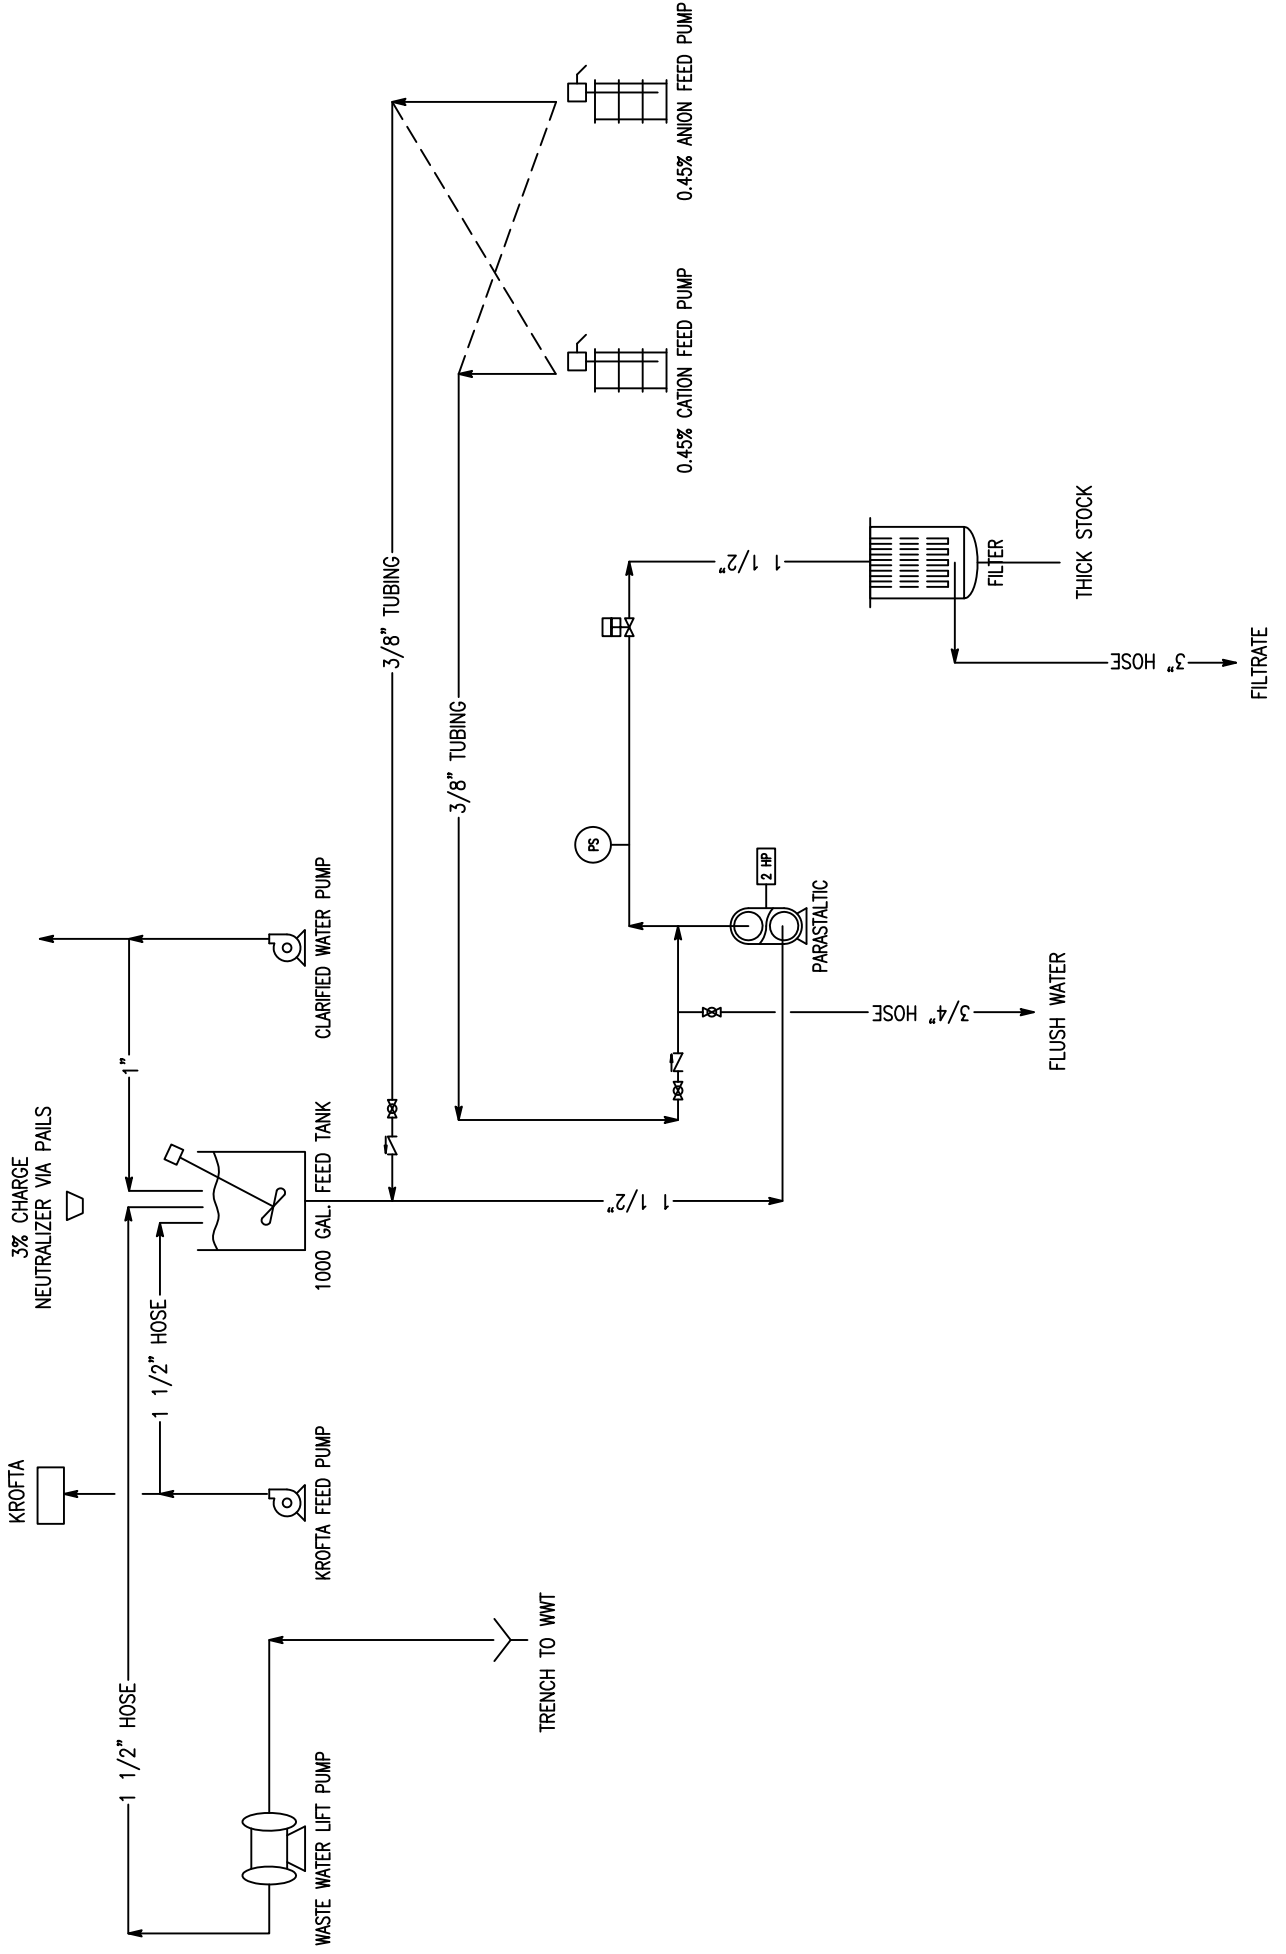 KROFTA
3% CHARGE
NEUTRALIZER VIA PAILS
1 1/2" HOSE
1 1/2" HOSE
1"
WASTE WATER LIFT PUMP
KROFTA FEED PUMP
1000 GAL. FEED TANK
CLARIFIED WATER PUMP
3/8" TUBING
3/8" TUBING
TRENCH TO WWT
PS
1 1/2"
1 1/2"
0.45% CATION FEED PUMP
0.45% ANION FEED PUMP
2 HP
PARASTALTIC
3/4" HOSE
FLUSH WATER
FILTER
THICK STOCK
3" HOSE
FILTRATE